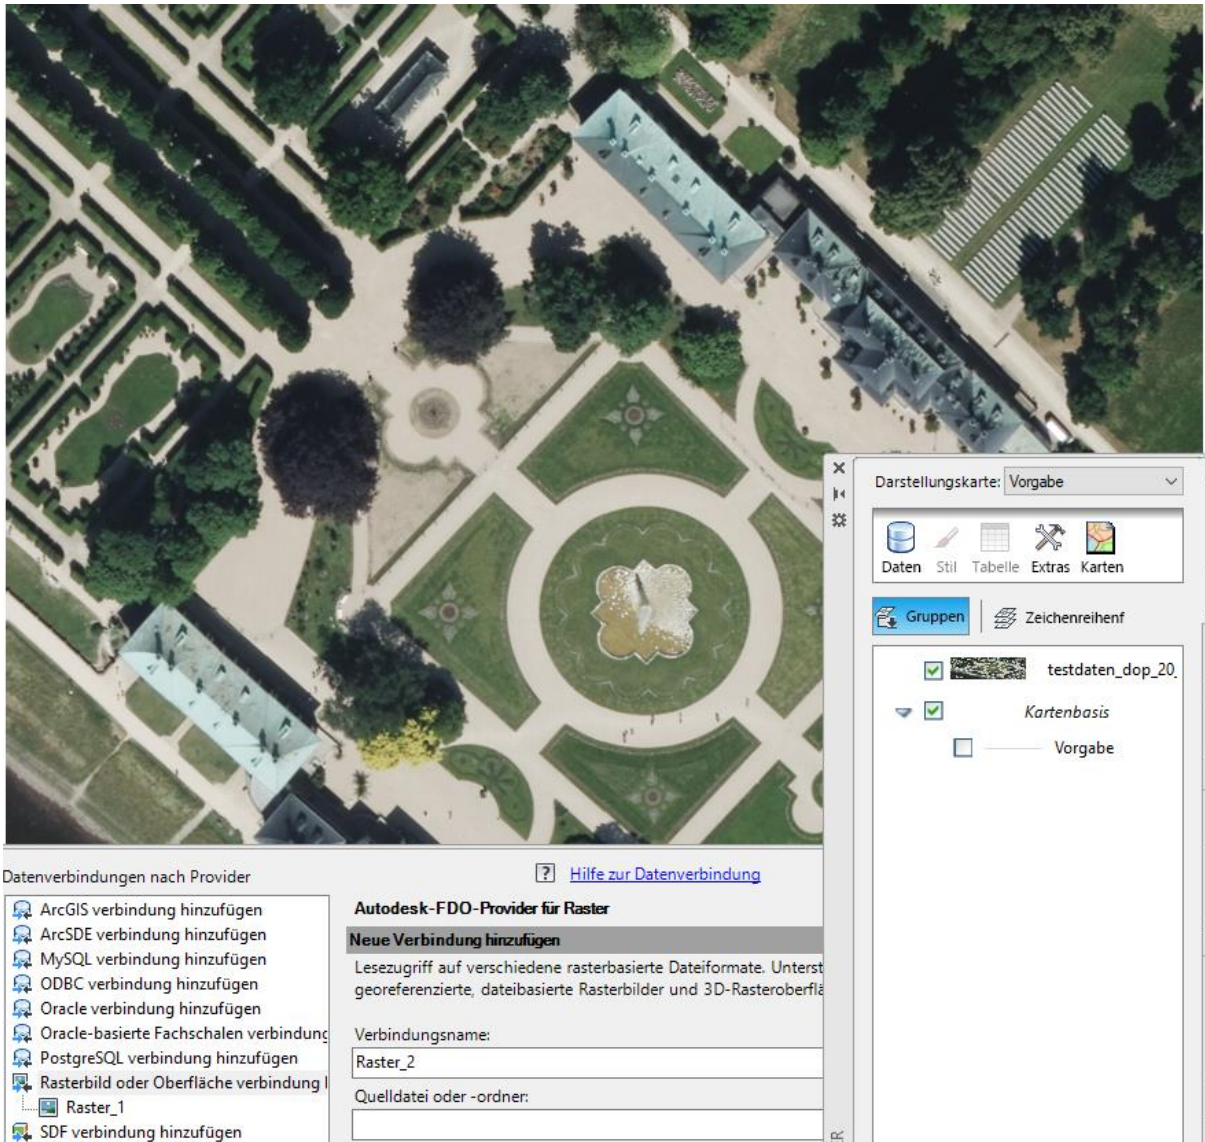 Darstellungskarte: Vorgabe
Daten Stil Tabelle Extras Karten
Gruppen Zeichenreihenf
testdaten_dop_20_
Kartenbasis
Vorgabe
Datenverbindungen nach Provider
? Hilfe zur Datenverbindung
ArcGIS verbindung hinzufügen
ArcSDE verbindung hinzufügen
MySQL verbindung hinzufügen
ODBC verbindung hinzufügen
Oracle verbindung hinzufügen
Oracle-basierte Fachschalen verbindung
PostgreSQL verbindung hinzufügen
Rasterbild oder Oberfläche verbindung
Raster_1
SDF verbindung hinzufügen
Autodesk-FDO-Provider für Raster
Neue Verbindung hinzufügen
Lesezugriff auf verschiedene rasterbasierte Dateiformate. Unterst
georeferenzierte, dateibasierte Rasterbilder und 3D-Rasteroberflä
Verbindungsname:
Raster_2
Quelldatei oder -ordner: